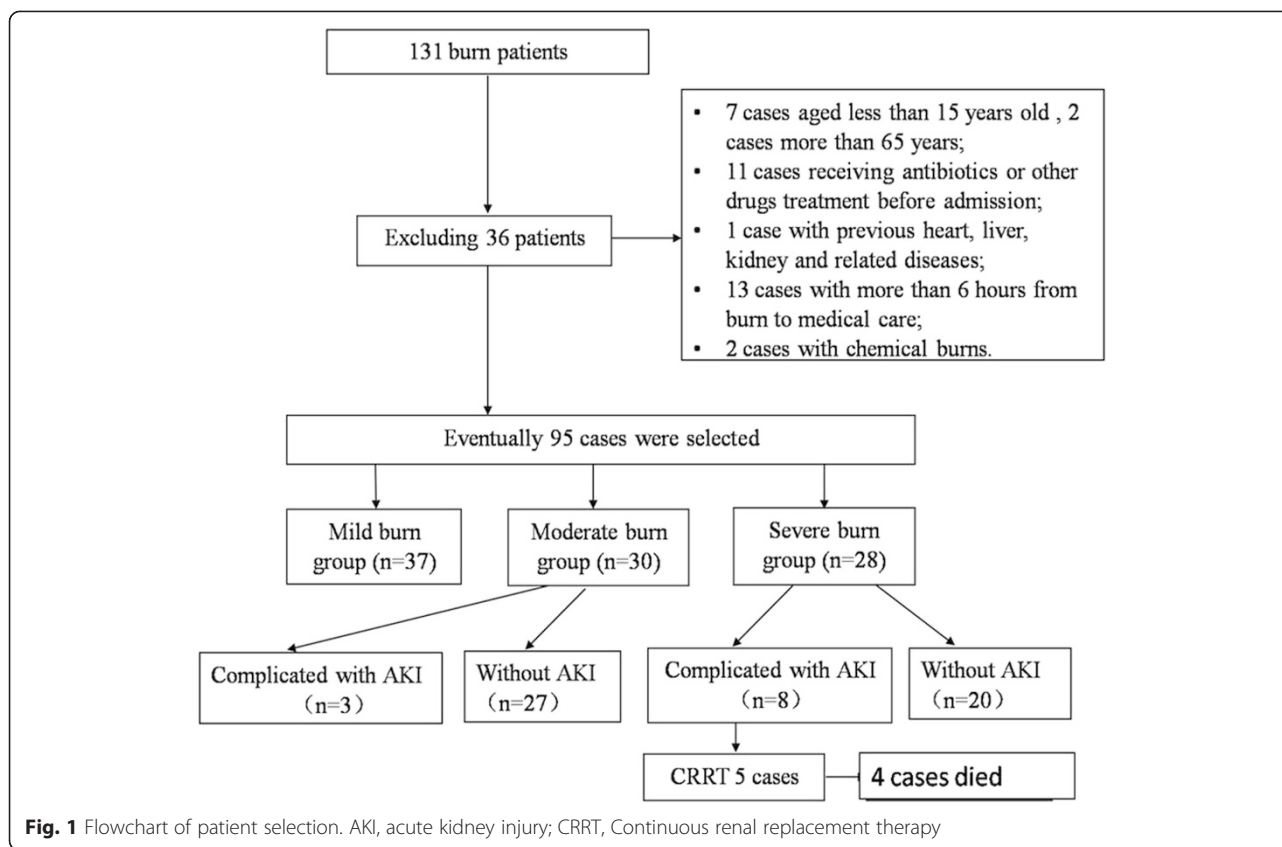 131 burn patients
▪ 7 cases aged less than 15 years old , 2
cases more than 65 years;
▪ 11 cases receiving antibiotics or other
drugs treatment before admission;
▪ 1 case with previous heart, liver,
kidney and related diseases;
▪ 13 cases with more than 6 hours from
burn to medical care;
▪ 2 cases with chemical burns.
Excluding 36 patients
Eventually 95 cases were selected
Mild burn
group (n=37)
Moderate burn
group (n=30)
Severe burn
group (n=28)
Complicated with AKI
（n=3）
Without AKI
（n=27）
Complicated with AKI
（n=8）
Without AKI
（n=20）
CRRT 5 cases
4 cases died
Fig. 1 Flowchart of patient selection. AKI, acute kidney injury; CRRT, Continuous renal replacement therapy